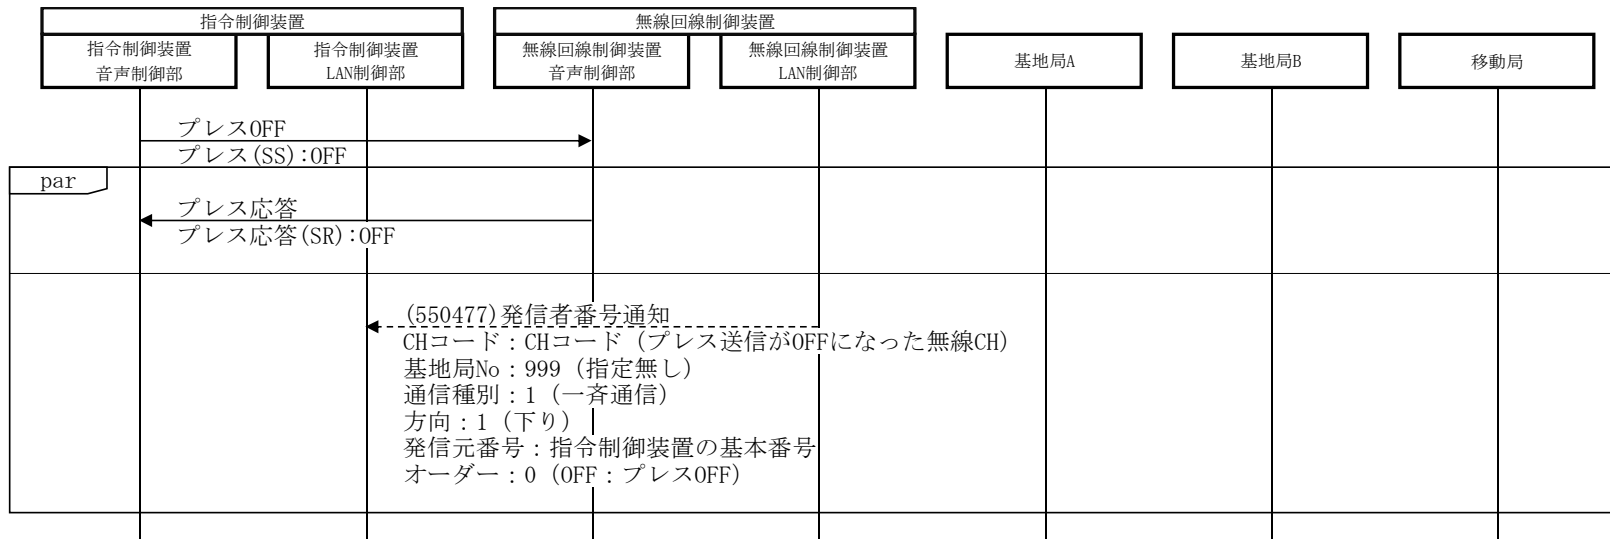 指令制御装置
無線回線制御装置
指令制御装置
音声制御部
指令制御装置
LAN制御部
無線回線制御装置
音声制御部
無線回線制御装置
LAN制御部
基地局A
基地局B
移動局
プレスOFF
プレス(SS):OFF
par
プレス応答
プレス応答(SR):OFF
(550477)発信者番号通知
CHコード：CHコード（プレス送信がOFFになった無線CH）
基地局No：999（指定無し）
通信種別：1（一斉通信）
方向：1（下り）
発信元番号：指令制御装置の基本番号
オーダー：0（OFF：プレスOFF）